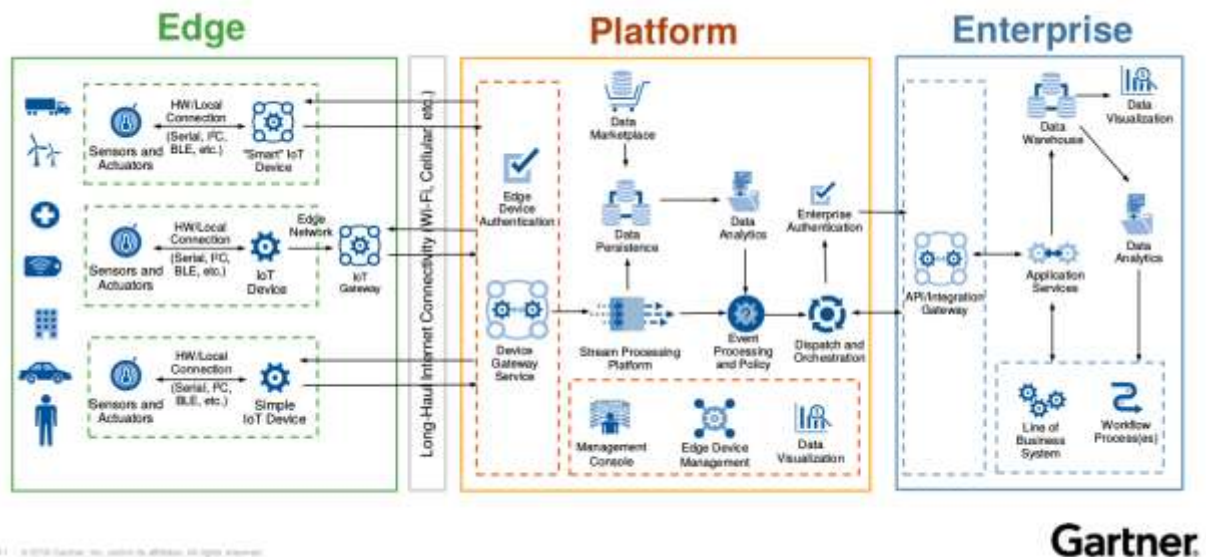 Edge
Platform
Enterprise
HW/Local
Connection
(Serial, I²C,
BLE, etc.)
Sensors and
Actuators
"Smart" IoT
Device
HW/Local
Connection
(Serial, I²C,
BLE, etc.)
Sensors and
Actuators
IoT
Device
Edge
Network
IoT
Gateway
HW/Local
Connection
(Serial, I²C,
BLE, etc.)
Sensors and
Actuators
Simple
IoT Device
Long-Haul Internet Connectivity (Wi-Fi, Cellular, etc.)
Edge
Device
Authentication
Device
Gateway
Service
Data
Marketplace
Data
Persistence
Data
Analytics
Enterprise
Authentication
Stream Processing
Platform
Event
Processing
and Policy
Dispatch and
Orchestration
Management
Console
Edge Device
Management
Data
Visualization
API/Integration
Gateway
Data
Warehouse
Data
Visualization
Application
Services
Data
Analytics
Line of
Business
System
Workflow
Process(es)
Gartner